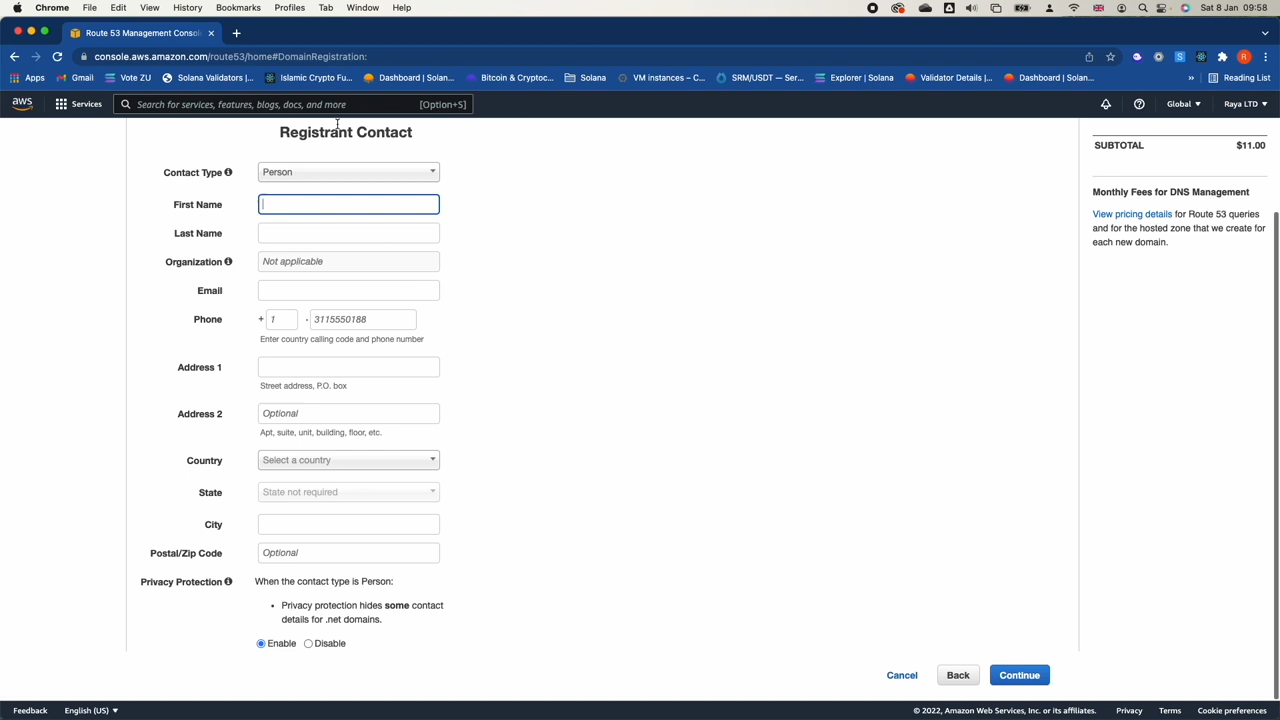 Chrome File Edit View History Bookmarks Profiles Tab Window Help Sat 8 Jan 09:58
Route 53 Management Consol
console.aws.amazon.com/route53/home#DomainRegistration:
Apps Gmail Vote ZU Solana Validators |... Islamic Crypto Fu... Dashboard | Solan... Bitcoin & Cryptoc... Solana VM instances – C... SRM/USDT — Ser... Explorer | Solana Validator Details |... Dashboard | Solan... » Reading List
aws Services Search for services, features, blogs, docs, and more [Option+S] Global Raya LTD
Registrant Contact
Contact Type Person
First Name
Last Name
Organization Not applicable
Email
Phone + 1 - 3115550188
Enter country calling code and phone number
Address 1
Street address, P.O. box
Address 2 Optional
Apt, suite, unit, building, floor, etc.
Country Select a country
State State not required
City
Postal/Zip Code Optional
Privacy Protection When the contact type is Person:
• Privacy protection hides some contact
details for .net domains.
Enable Disable
Cancel Back Continue
SUBTOTAL $11.00
Monthly Fees for DNS Management
View pricing details for Route 53 queries
and for the hosted zone that we create for
each new domain.
Feedback English (US) © 2022, Amazon Web Services, Inc. or its affiliates. Privacy Terms Cookie preferences